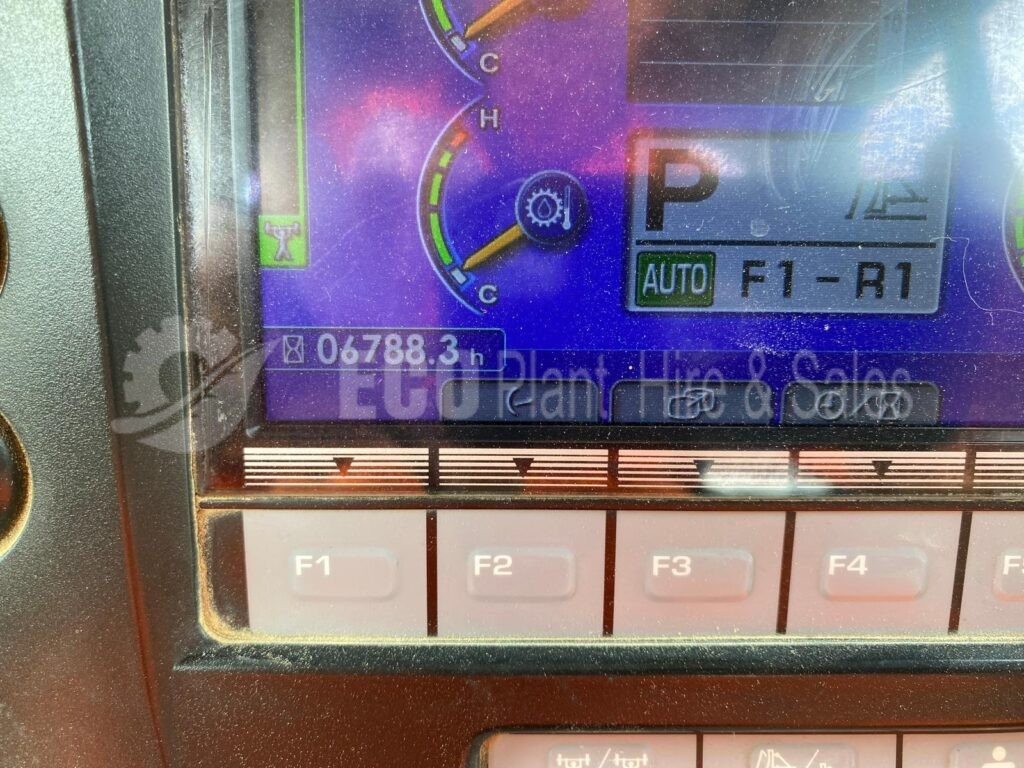 C
H
P
C
AUTO F1-R1
06788.3 h
ECO Plant Hire & Sales
F1 F2 F3 F4